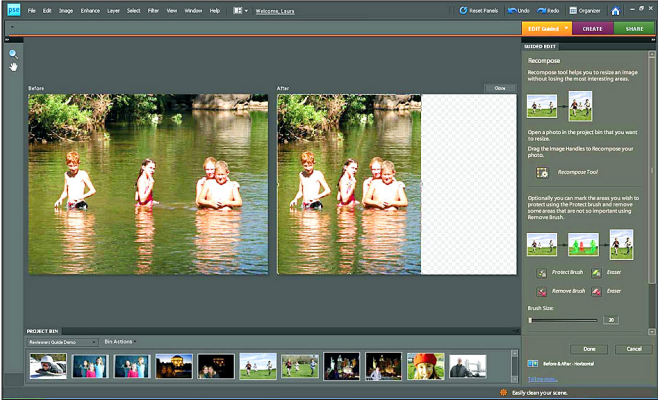 pse File Edit Image Enhance Layer Select Filter View Window Help Welcome, Laura Reset Panels Undo Redo Organizer
EDIT Guided CREATE SHARE
GUIDED EDIT
Recompose
Recompose tool helps you to resize an image
without losing the most interesting areas.
Before After
Open a photo in the project bin that you want
to resize.
Drag the Image Handles to Recompose your
photo.
Recompose Tool
Optionally you can mark the areas you wish to
protect using the Protect brush and remove
some areas that are not so important using
Remove Brush.
Protect Brush Eraser
Remove Brush Eraser
Brush Size:
20
PROJECT BIN
Reviewers Guide Demo Bin Actions
Done Cancel
Before & After - Horizontal
Tell me more...
Easily clean your scene.